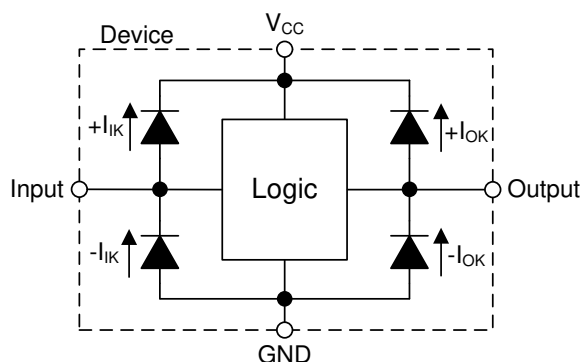 Device
V_CC
+I_IK
+I_OK
Input
Logic
Output
-I_IK
-I_OK
GND